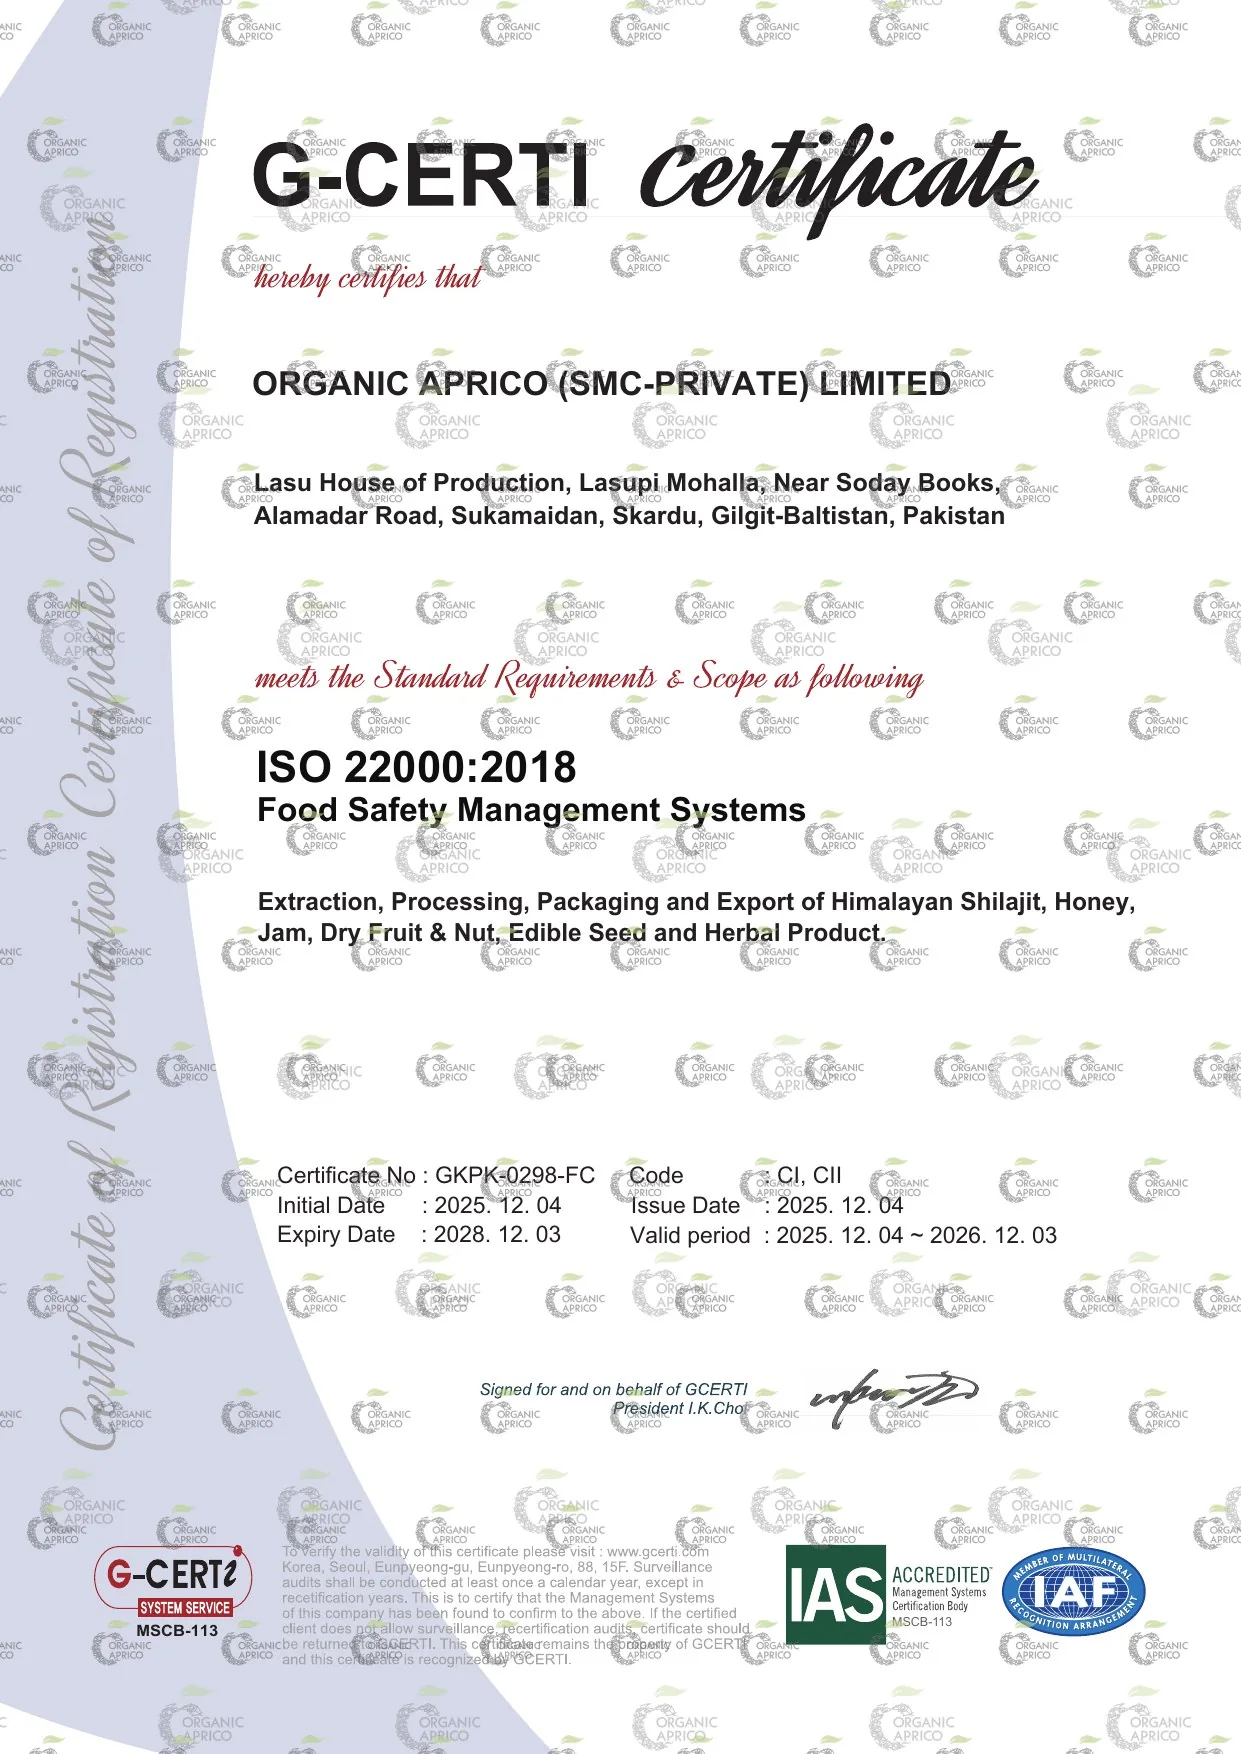 G-CERTI Certificate
hereby certifies that
ORGANIC APRICO (SMC-PRIVATE) LIMITED
Lasu House of Production, Lasupi Mohalla, Near Soday Books,
Alamadar Road, Sukamaidan, Skardu, Gilgit-Baltistan, Pakistan
meets the Standard Requirements & Scope as following
ISO 22000:2018
Food Safety Management Systems
Extraction, Processing, Packaging and Export of Himalayan Shilajit, Honey,
Jam, Dry Fruit & Nut, Edible Seed and Herbal Product.
Certificate No : GKPK-0298-FC Code : CI, CII
Initial Date : 2025. 12. 04 Issue Date : 2025. 12. 04
Expiry Date : 2028. 12. 03 Valid period : 2025. 12. 04 ~ 2026. 12. 03
Signed for and on behalf of GCERTI
President I.K.Cho
Certificate of Registration Certificate of Registration
G-CERTi
SYSTEM SERVICE
MSCB-113
To verify the validity of this certificate please visit : www.gcerti.com
Korea, Seoul, Eunpyeong-gu, Eunpyeong-ro, 88, 15F. Surveillance
audits shall be conducted at least once a calendar year, except in
recetification years. This is to certify that the Management Systems
of this company has been found to confirm to the above. If the certified
client does not allow surveillance, recertification audits, certificate should
be returned to GCERTI. This certificate remains the property of GCERTI
and this certificate is recognized by GCERTI.
IAS
ACCREDITED
Management Systems
Certification Body
MSCB-113
MEMBER OF MULTILATERAL
IAF
RECOGNITION ARRANGEMENT
ORGANIC
APRICO